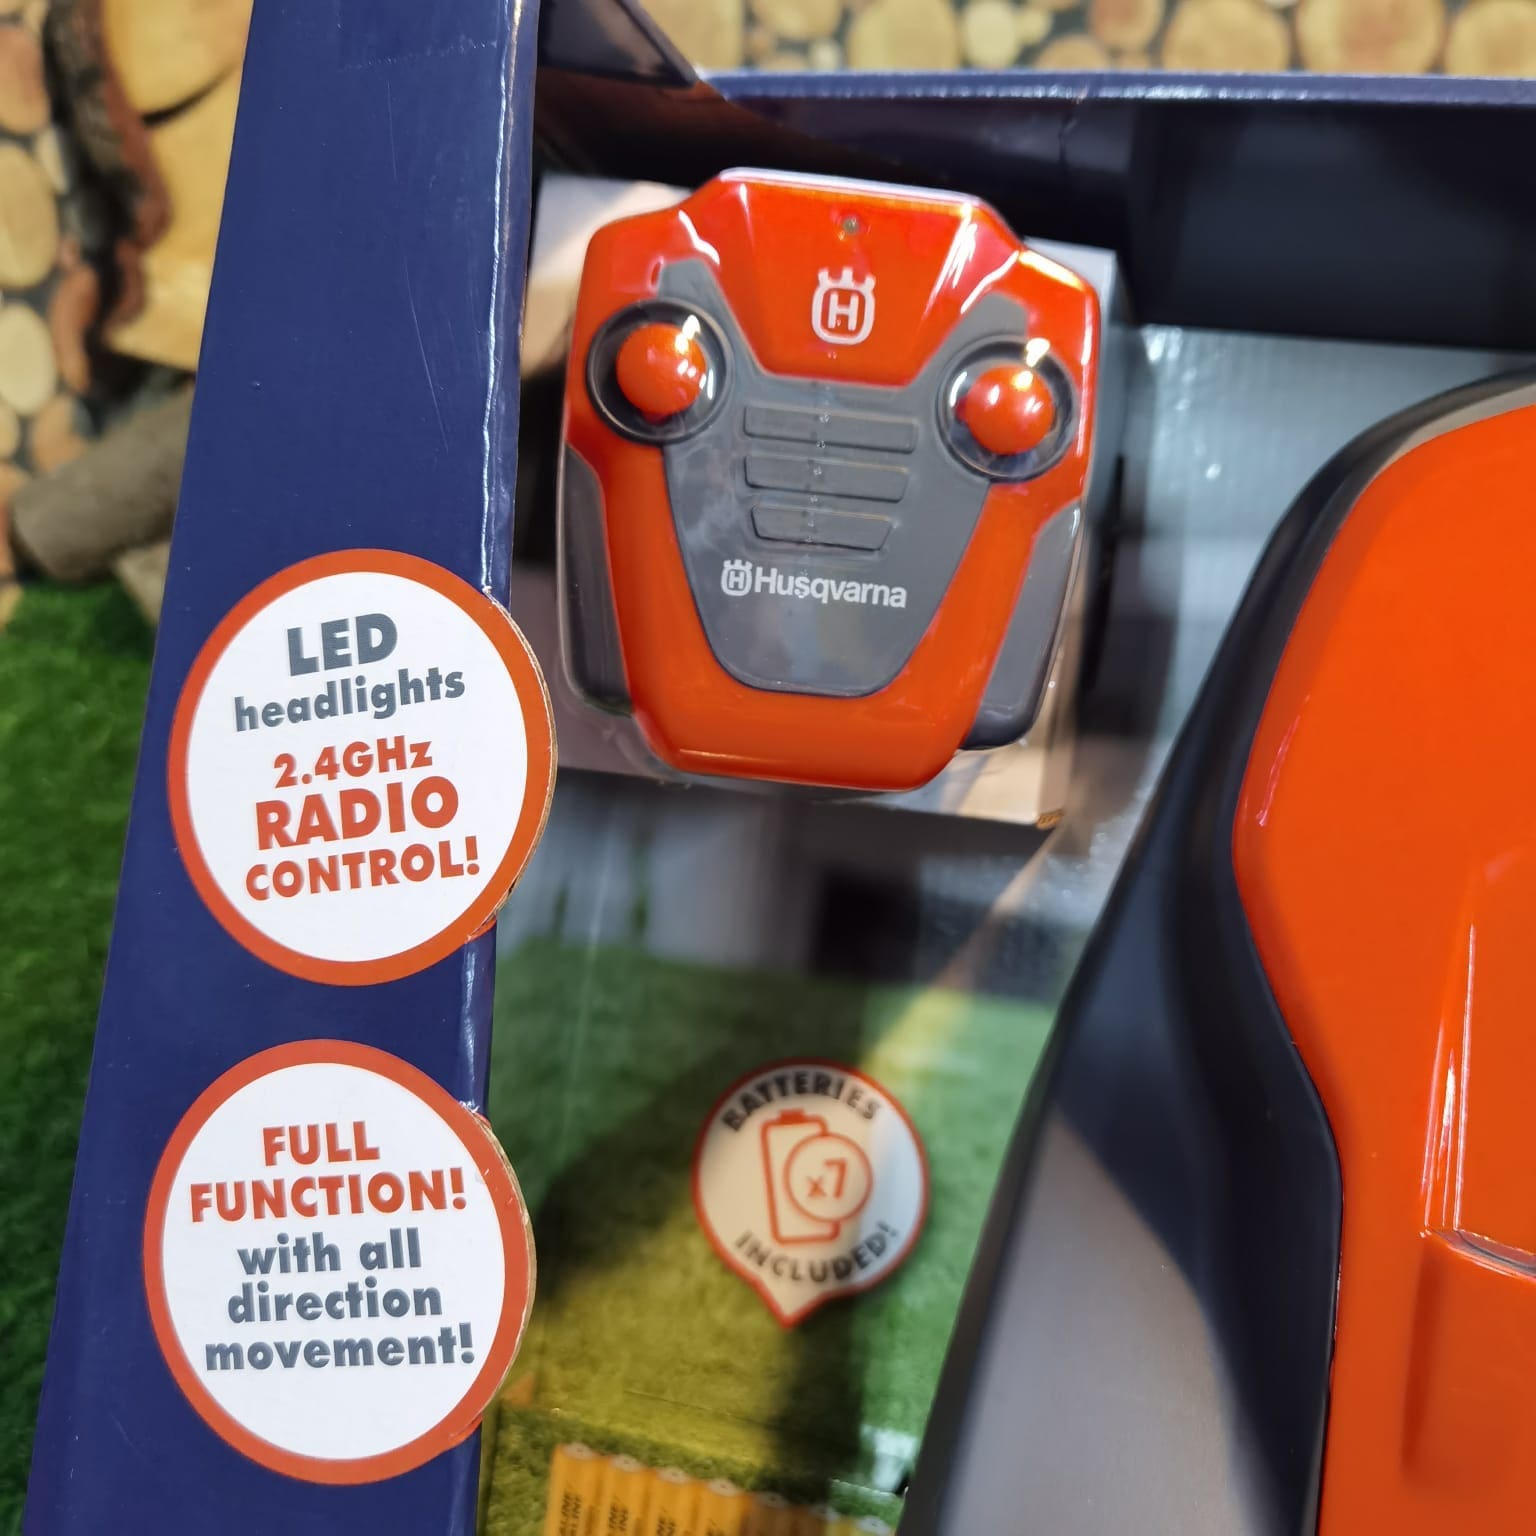 H
Husqvarna
LED
headlights
2.4GHz
RADIO
CONTROL!
FULL
FUNCTION!
with all
direction
movement!
BATTERIES
x7
INCLUDED!